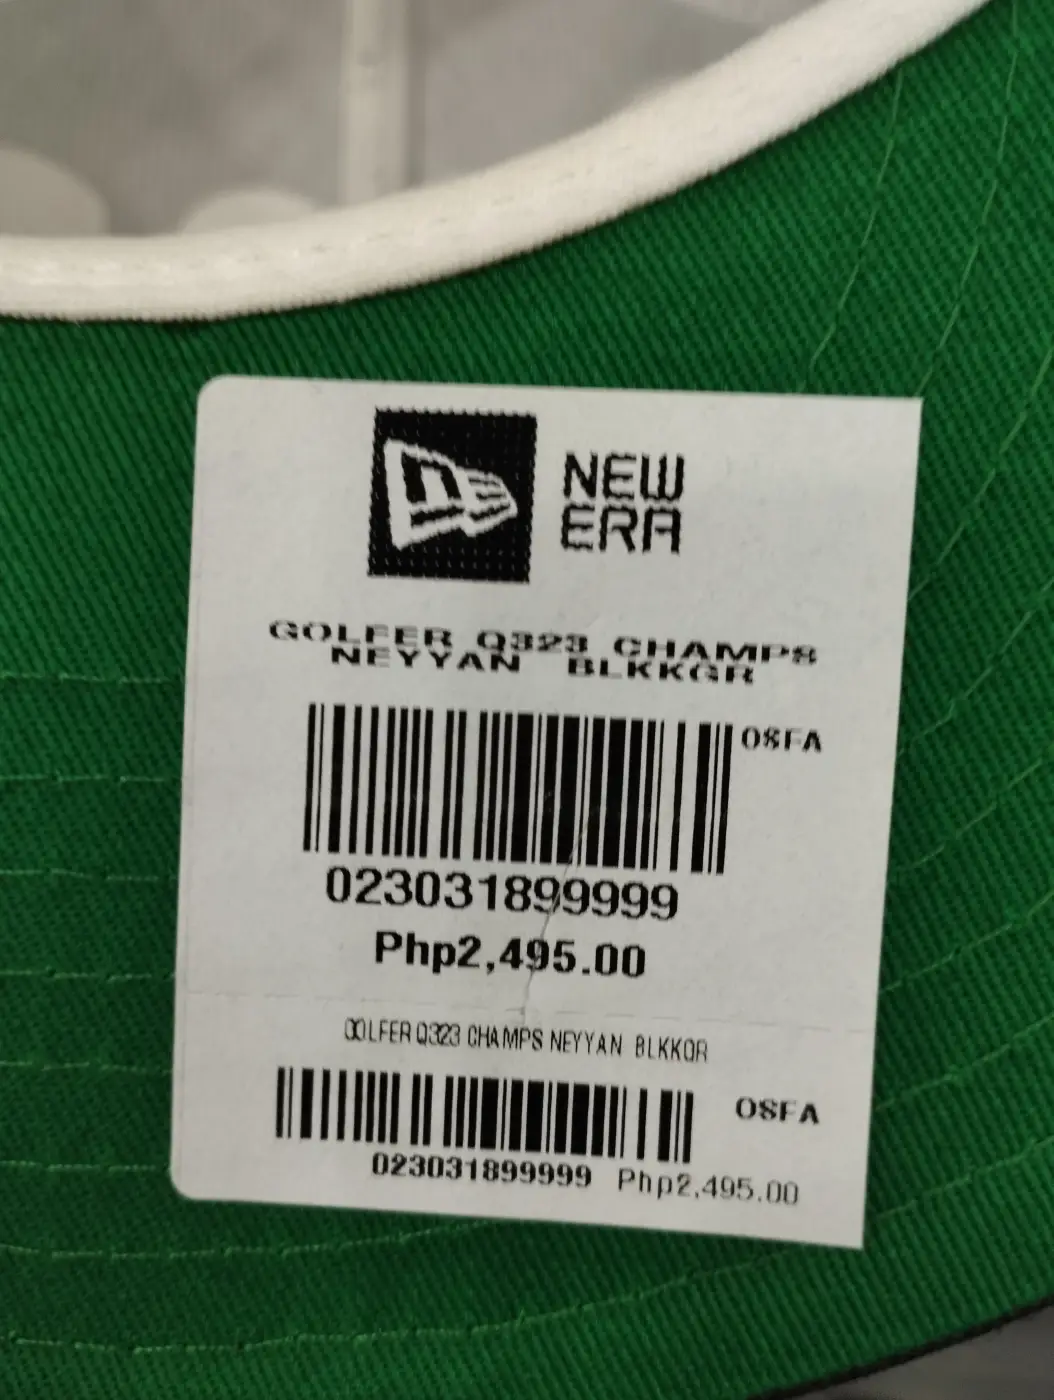 NEW
ERA
GOLFER Q323 CHAMPS
NEYYAN BLKKGR
OSFA
023031899999
Php2,495.00
GOLFER Q323 CHAMPS NEYYAN BLKKGR
OSFA
023031899999 Php2,495.00